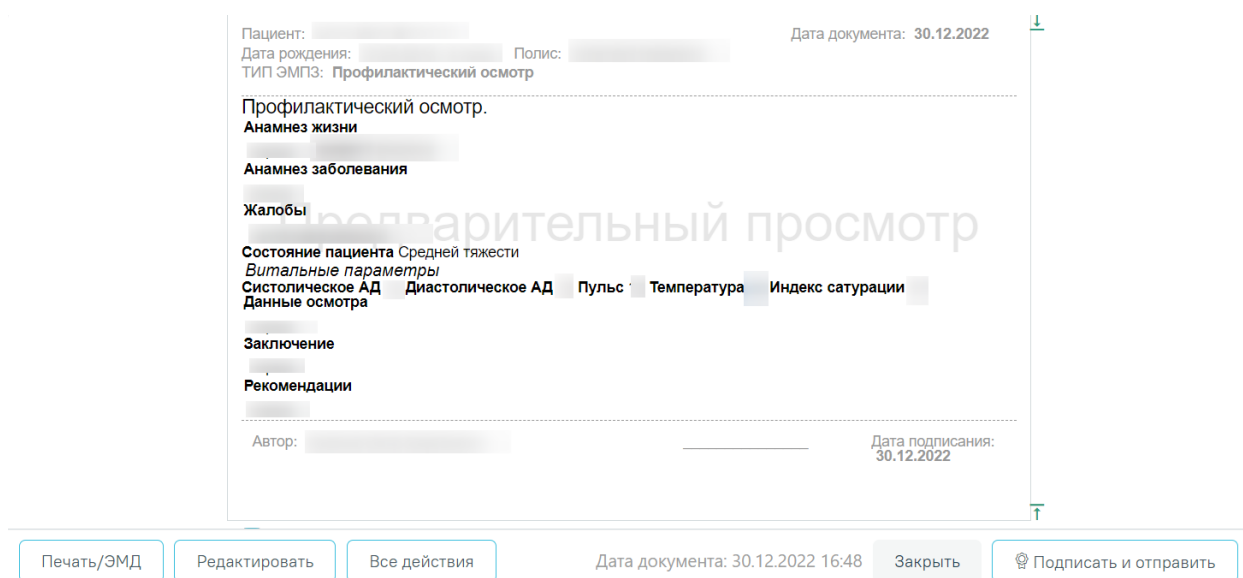 Пациент: Дата документа: 30.12.2022
Дата рождения: Полис:
ТИП ЭМПЗ: Профилактический осмотр
Профилактический осмотр.
Анамнез жизни
Анамнез заболевания
Жалобы
Предварительный просмотр
Состояние пациента Средней тяжести
Витальные параметры
Систолическое АД Диастолическое АД Пульс Температура Индекс сатурации
Данные осмотра
Заключение
Рекомендации
Автор: Дата подписания:
30.12.2022
Печать/ЭМД Редактировать Все действия Дата документа: 30.12.2022 16:48 Закрыть Подписать и отправить